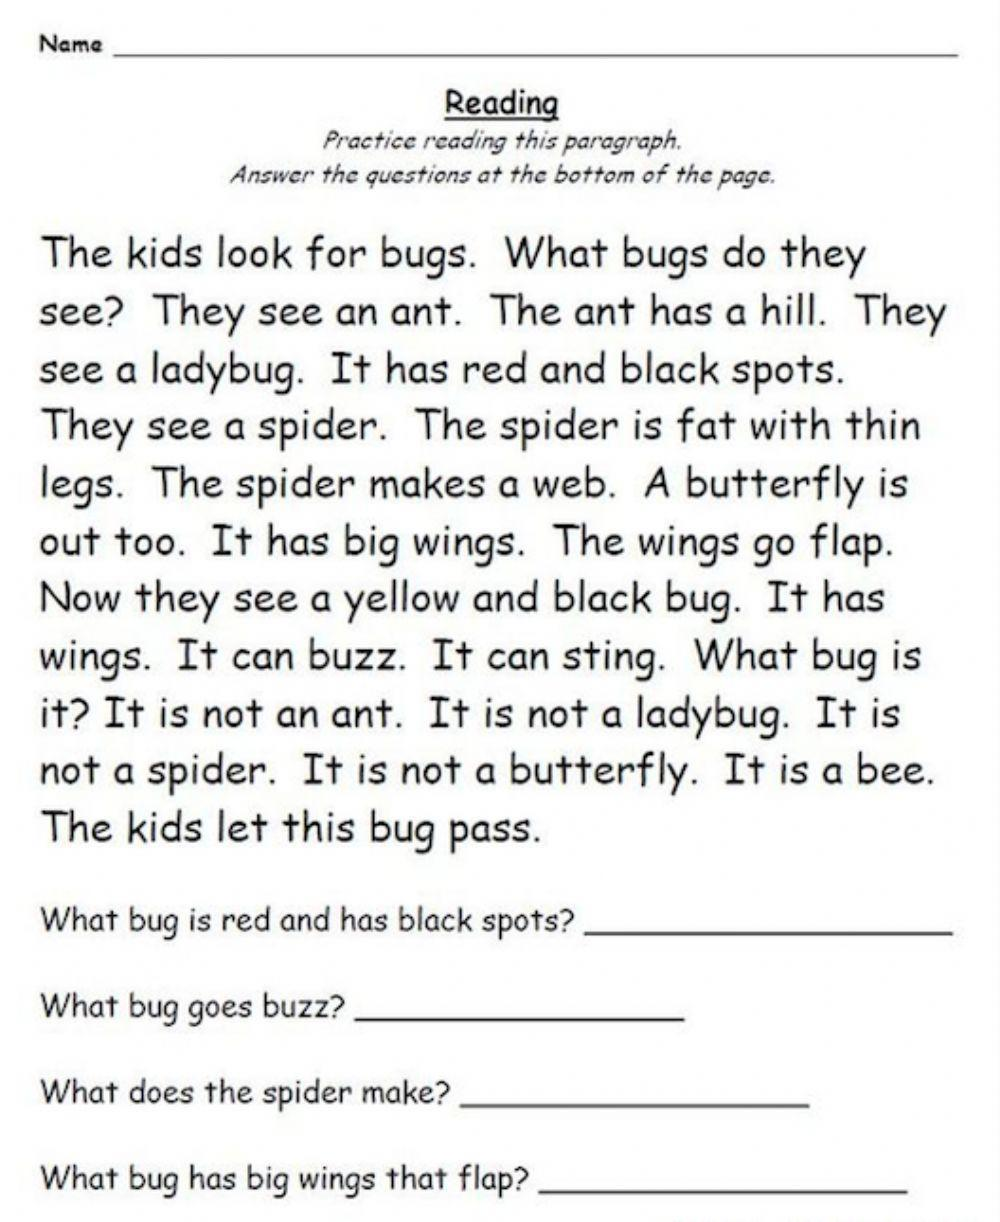 Name
Reading
Practice reading this paragraph.
Answer the questions at the bottom of the page.
The kids look for bugs. What bugs do they
see? They see an ant. The ant has a hill. They
see a ladybug. It has red and black spots.
They see a spider. The spider is fat with thin
legs. The spider makes a web. A butterfly is
out too. It has big wings. The wings go flap.
Now they see a yellow and black bug. It has
wings. It can buzz. It can sting. What bug is
it? It is not an ant. It is not a ladybug. It is
not a spider. It is not a butterfly. It is a bee.
The kids let this bug pass.
What bug is red and has black spots?
What bug goes buzz?
What does the spider make?
What bug has big wings that flap?